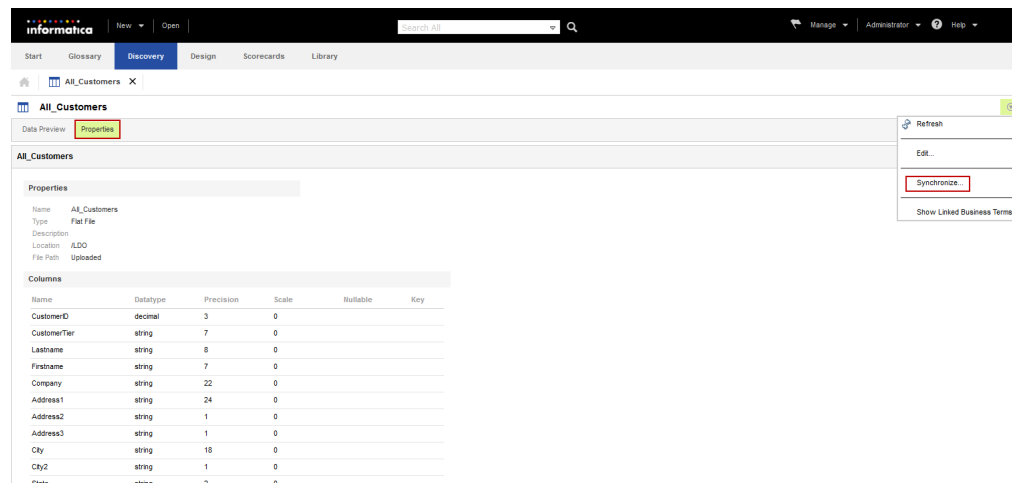 informatica New Open Search All Manage Administrator ? Help
Start Glossary Discovery Design Scorecards Library
All_Customers X
All_Customers
Data Preview Properties
Refresh
Edit...
Synchronize...
Show Linked Business Terms
All_Customers
Properties
Name All_Customers
Type Flat File
Description
Location /LDO
File Path Uploaded
Columns
Name Datatype Precision Scale Nullable Key
CustomerID decimal 3 0
CustomerTier string 7 0
Lastname string 8 0
Firstname string 7 0
Company string 22 0
Address1 string 24 0
Address2 string 1 0
Address3 string 1 0
City string 18 0
City2 string 1 0